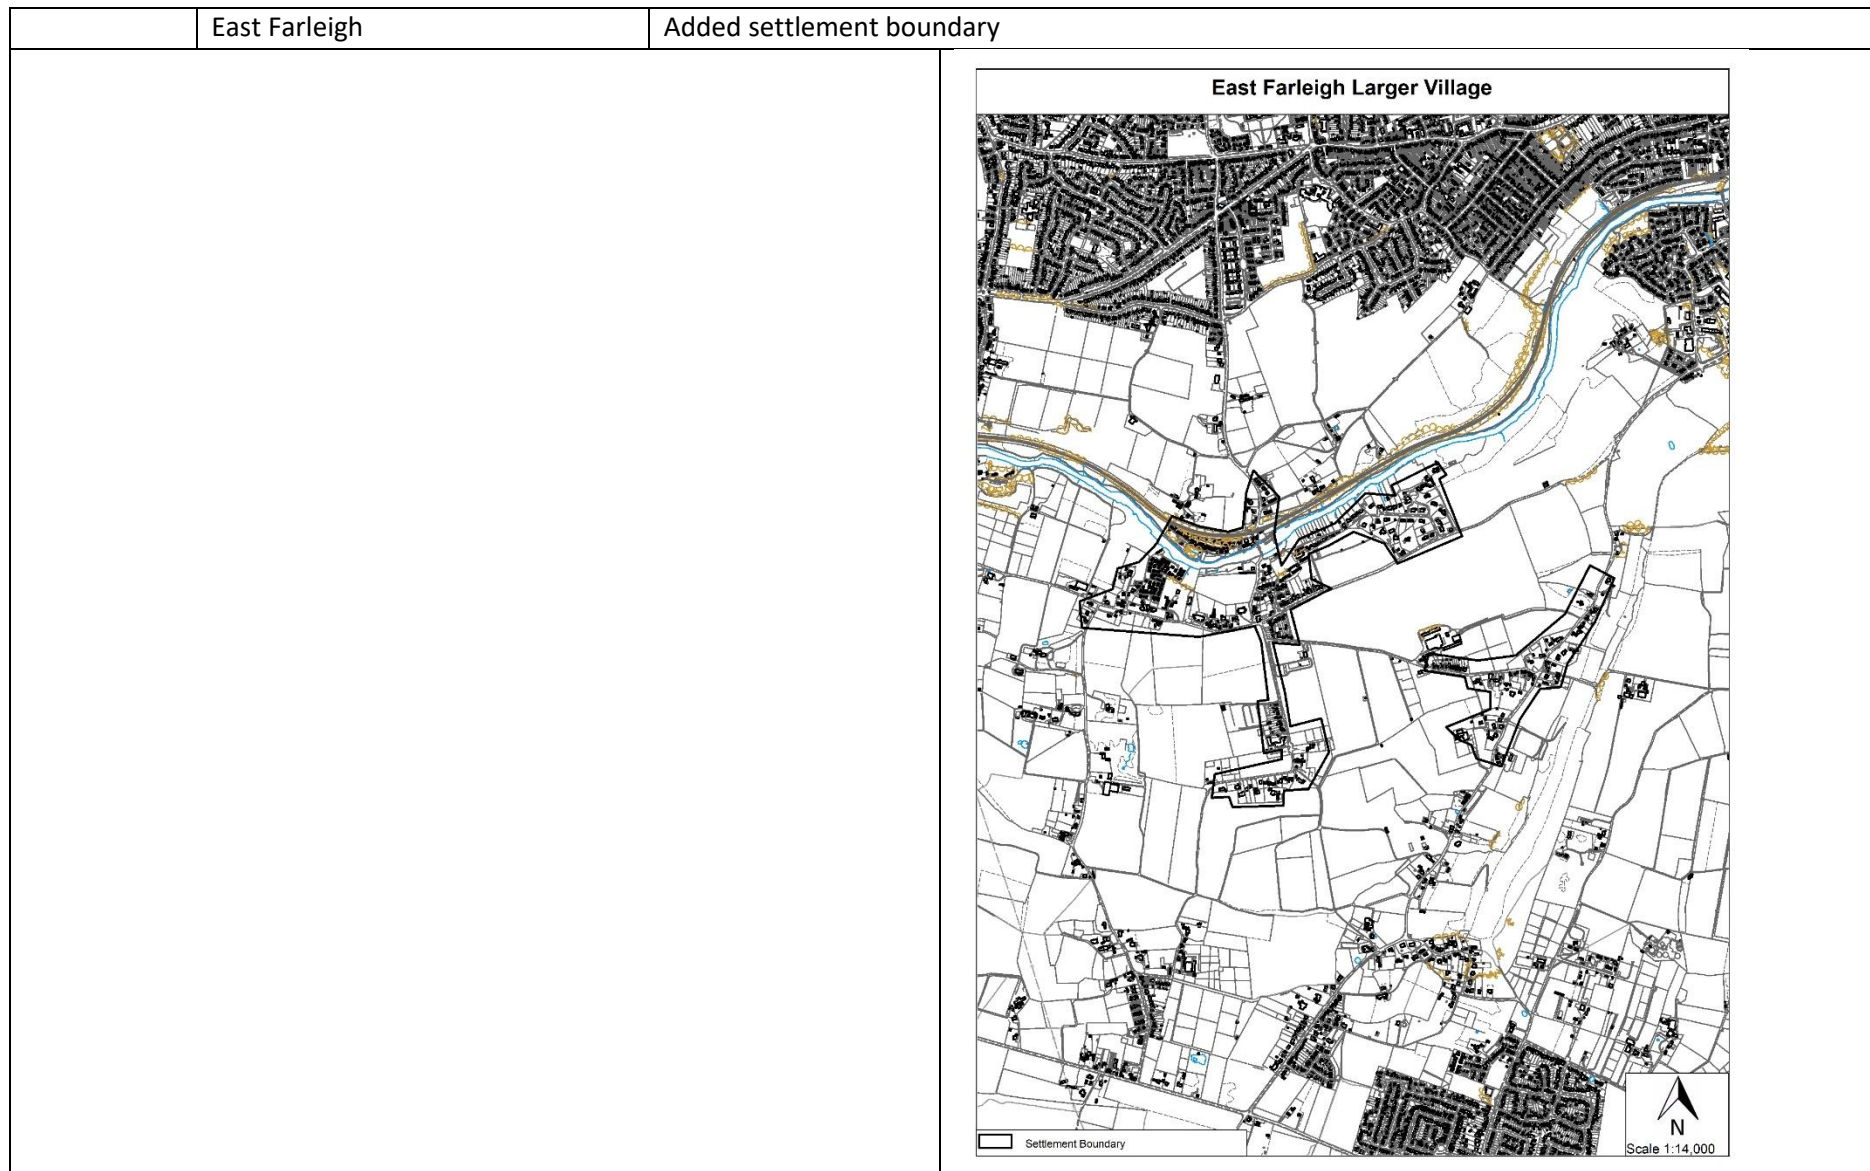 East Farleigh
Added settlement boundary
East Farleigh Larger Village
Settlement Boundary
N
Scale 1:14,000